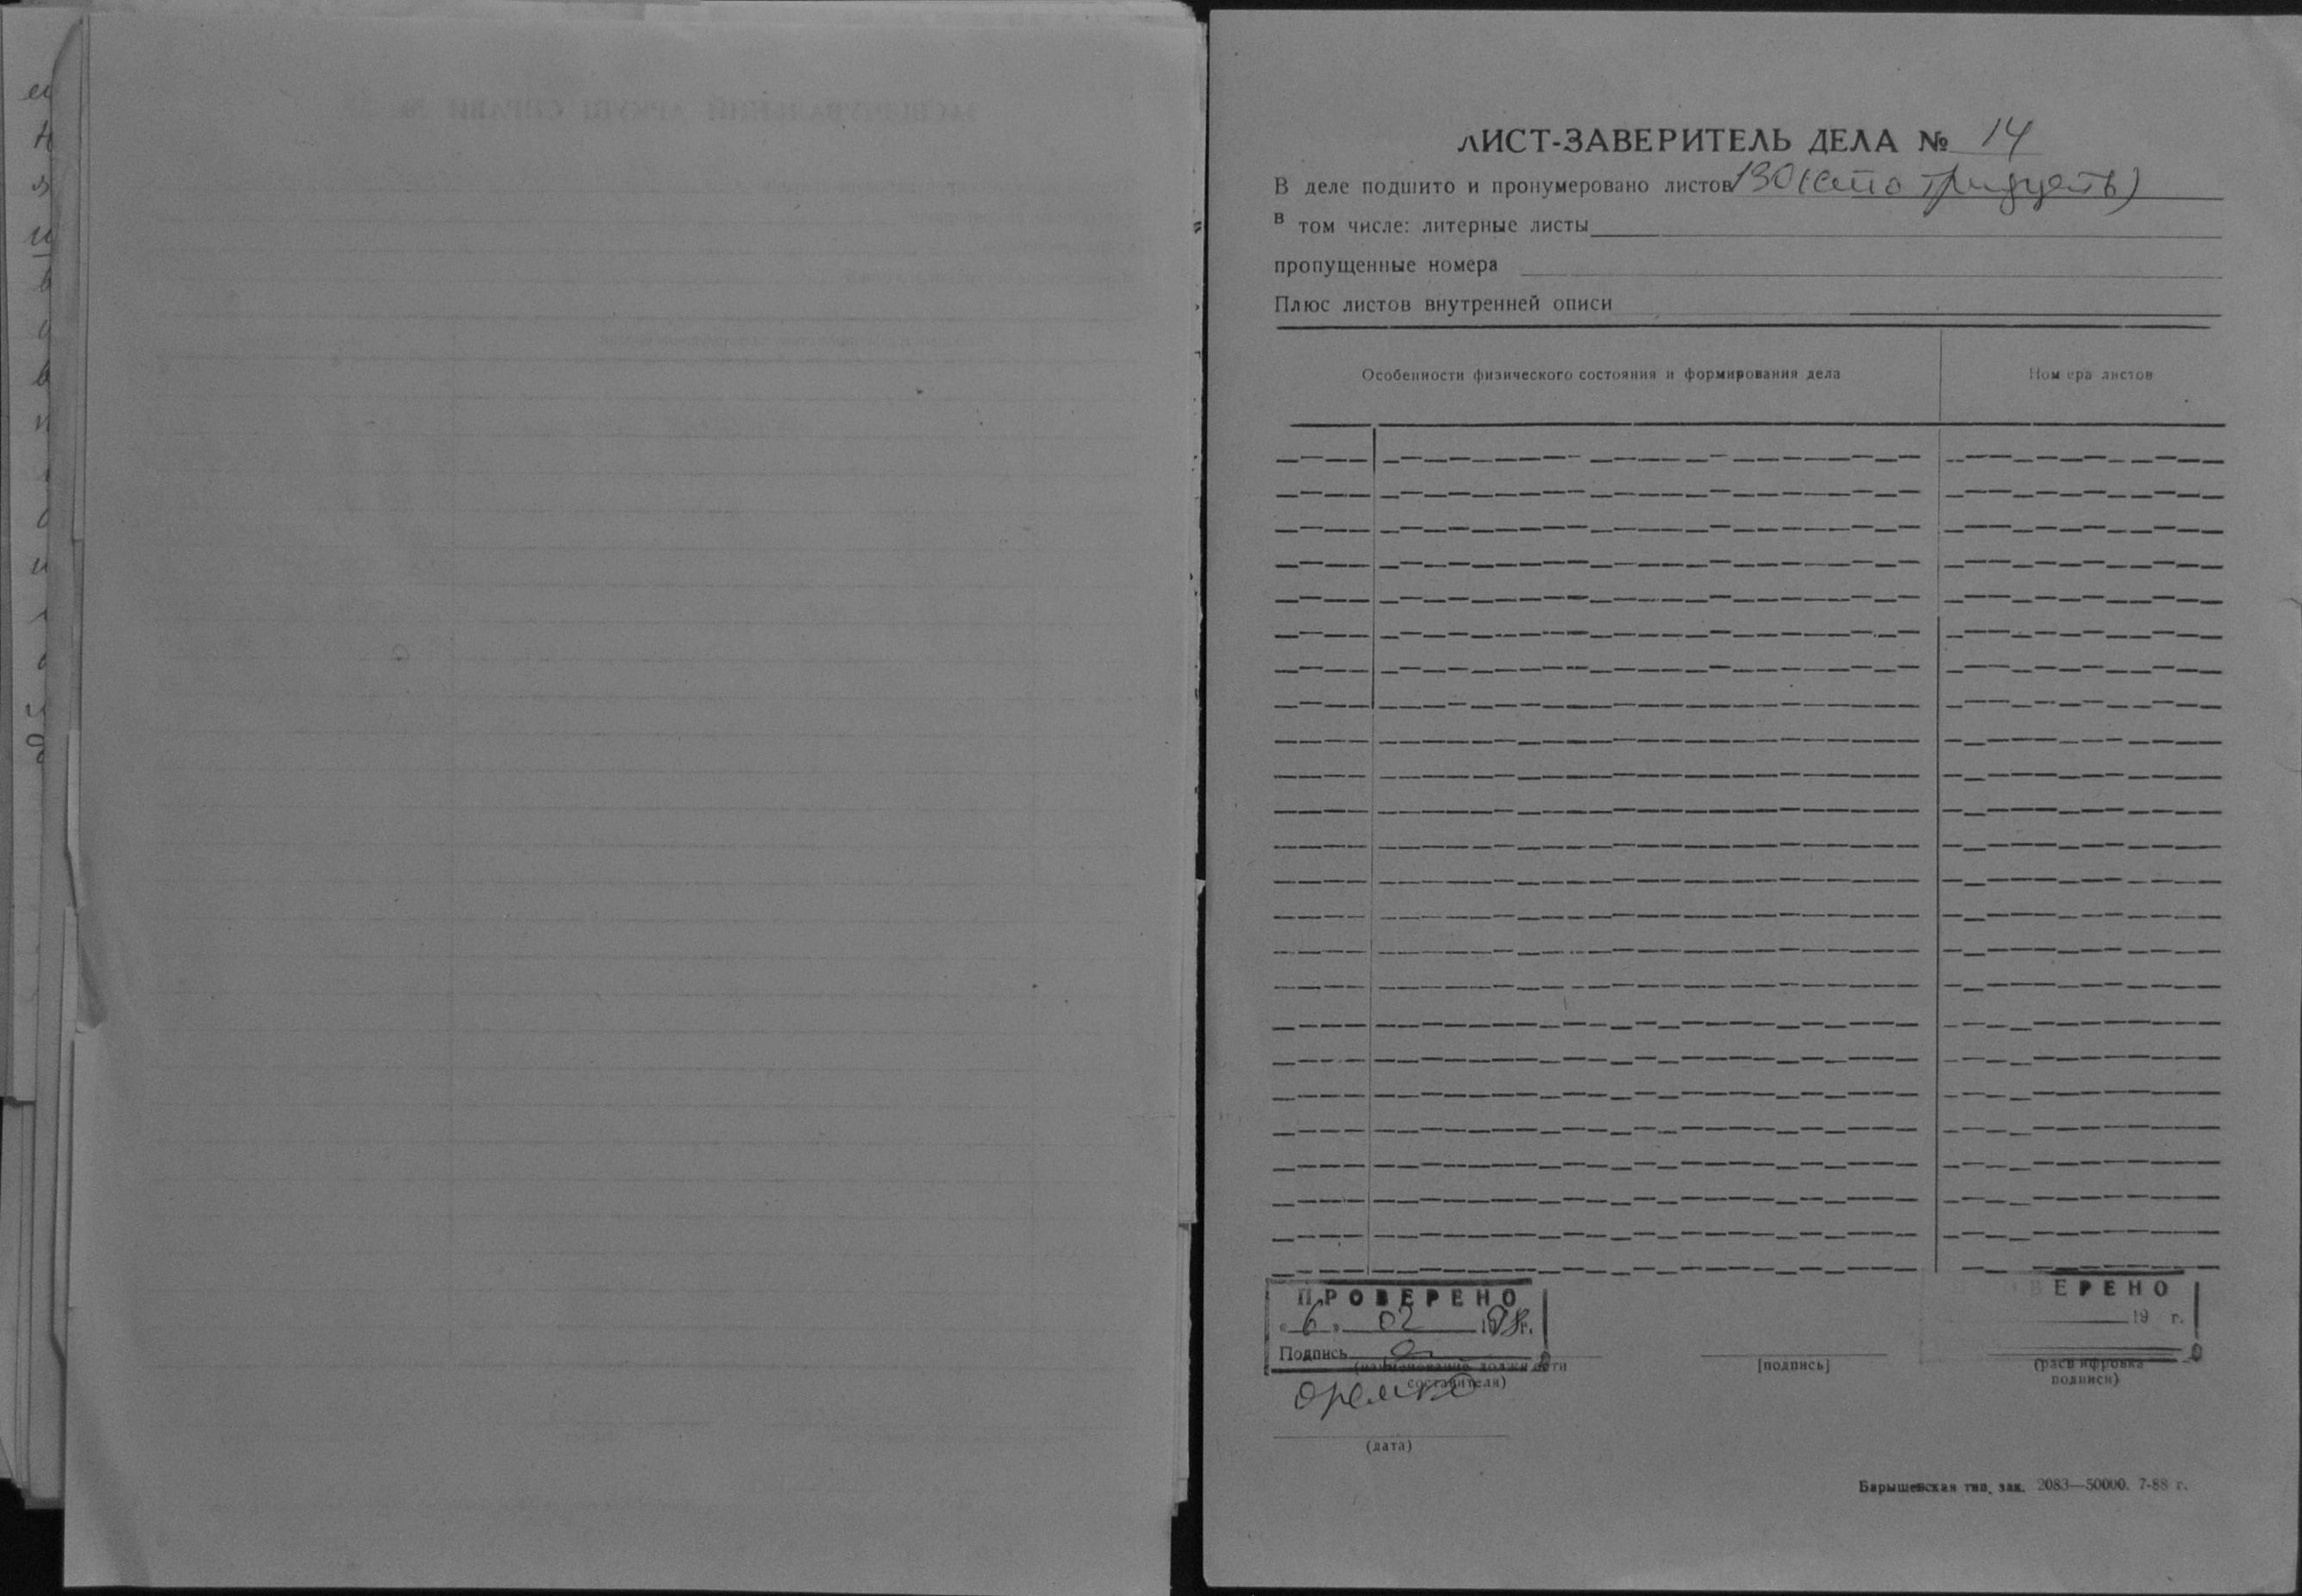 ЛИСТ-ЗАВЕРИТЕЛЬ ДЕЛА № 14
В деле подшито и пронумеровано листов 130 (сто тридцать)
В том числе: литерные листы
пропущенные номера
Плюс листов внутренней описи
Особенности физического состояния и формирования дела
Номера листов
ПРОВЕРЕНО
«6» 02 1998г.
Подпись
(наименование должности
составителя)
[подпись]
ВЕРЕНО
19 г.
(расшифровка
подписи)
(дата)
Барышевская тип. зак. 2083—50000. 7-88 г.